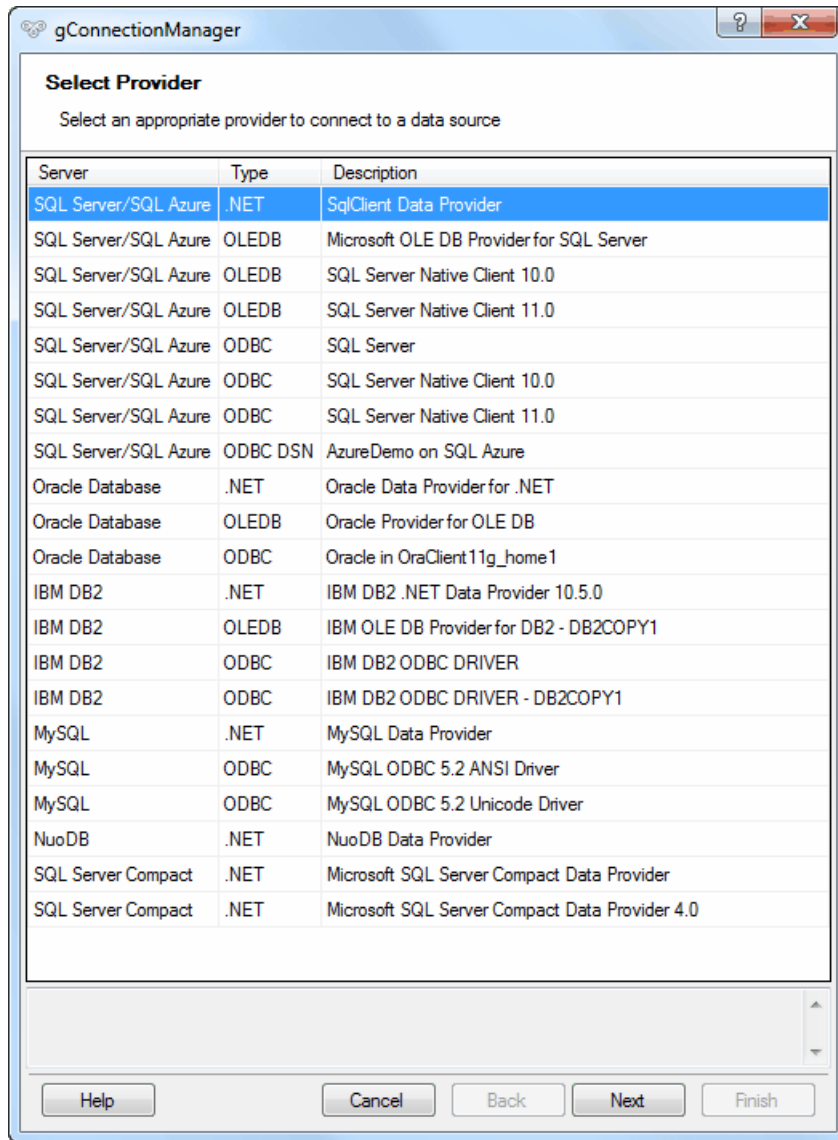 gConnectionManager
Select Provider
Select an appropriate provider to connect to a data source
Server Type Description
SQL Server/SQL Azure .NET SqlClient Data Provider
SQL Server/SQL Azure OLEDB Microsoft OLE DB Provider for SQL Server
SQL Server/SQL Azure OLEDB SQL Server Native Client 10.0
SQL Server/SQL Azure OLEDB SQL Server Native Client 11.0
SQL Server/SQL Azure ODBC SQL Server
SQL Server/SQL Azure ODBC SQL Server Native Client 10.0
SQL Server/SQL Azure ODBC SQL Server Native Client 11.0
SQL Server/SQL Azure ODBC DSN AzureDemo on SQL Azure
Oracle Database .NET Oracle Data Provider for .NET
Oracle Database OLEDB Oracle Provider for OLE DB
Oracle Database ODBC Oracle in OraClient11g_home1
IBM DB2 .NET IBM DB2 .NET Data Provider 10.5.0
IBM DB2 OLEDB IBM OLE DB Provider for DB2 - DB2COPY1
IBM DB2 ODBC IBM DB2 ODBC DRIVER
IBM DB2 ODBC IBM DB2 ODBC DRIVER - DB2COPY1
MySQL .NET MySQL Data Provider
MySQL ODBC MySQL ODBC 5.2 ANSI Driver
MySQL ODBC MySQL ODBC 5.2 Unicode Driver
NuoDB .NET NuoDB Data Provider
SQL Server Compact .NET Microsoft SQL Server Compact Data Provider
SQL Server Compact .NET Microsoft SQL Server Compact Data Provider 4.0
Help Cancel Back Next Finish